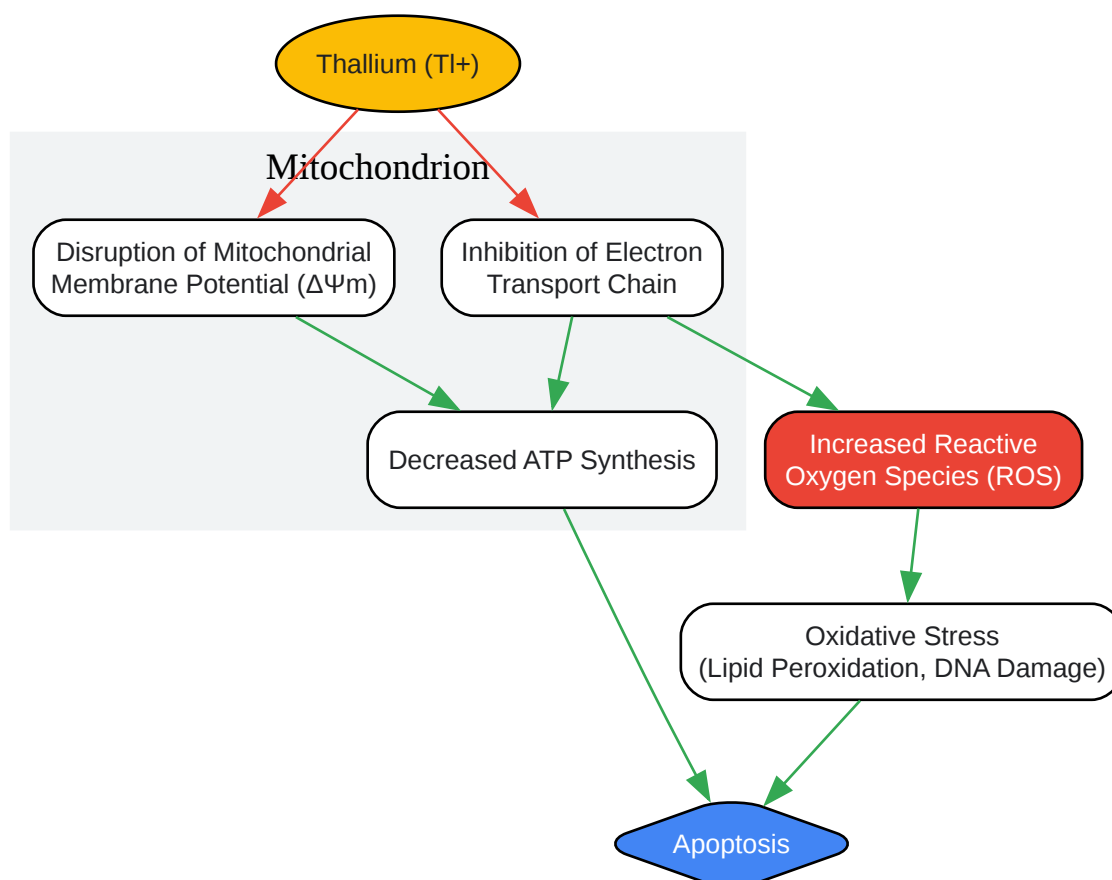 Thallium (Tl+)
Mitochondrion
Disruption of Mitochondrial
Membrane Potential (ΔΨm)
Inhibition of Electron
Transport Chain
Decreased ATP Synthesis
Increased Reactive
Oxygen Species (ROS)
Oxidative Stress
(Lipid Peroxidation, DNA Damage)
Apoptosis